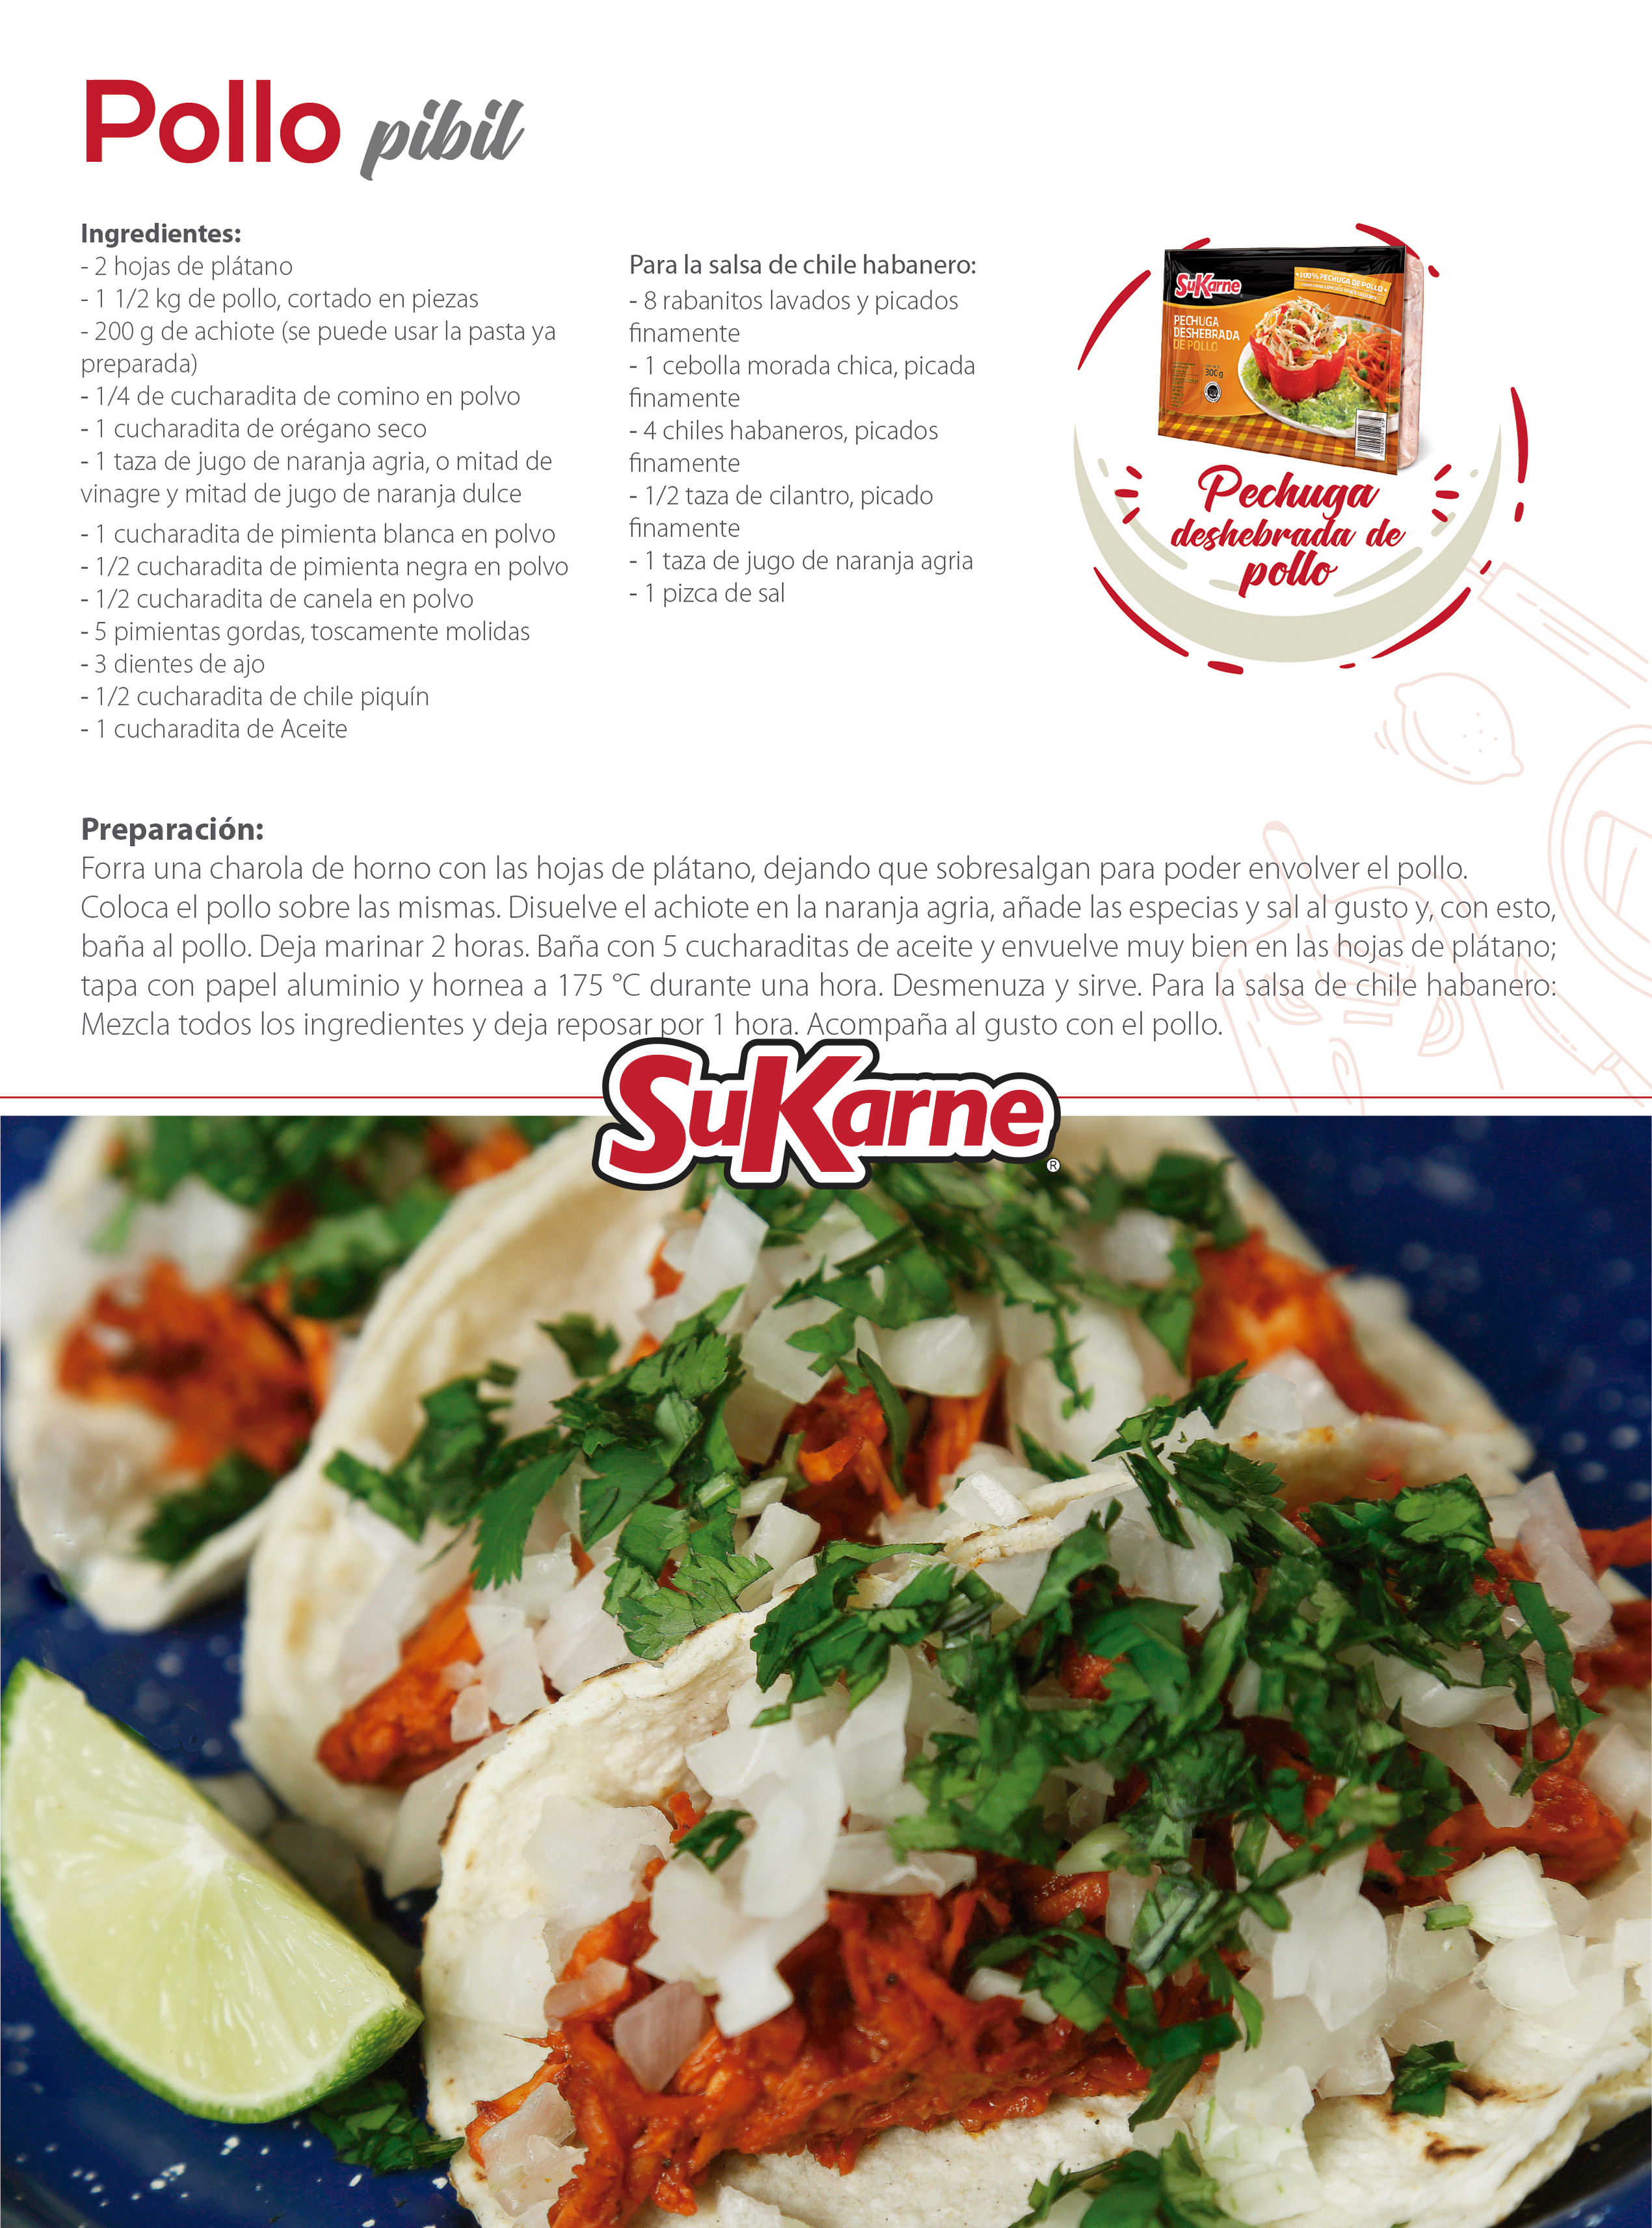 Pollo pibil
Ingredientes:
- 2 hojas de plátano
- 1 1/2 kg de pollo, cortado en piezas
- 200 g de achiote (se puede usar la pasta ya
preparada)
- 1/4 de cucharadita de comino en polvo
- 1 cucharadita de orégano seco
- 1 taza de jugo de naranja agria, o mitad de
vinagre y mitad de jugo de naranja dulce
- 1 cucharadita de pimienta blanca en polvo
- 1/2 cucharadita de pimienta negra en polvo
- 1/2 cucharadita de canela en polvo
- 5 pimientas gordas, toscamente molidas
- 3 dientes de ajo
- 1/2 cucharadita de chile piquín
- 1 cucharadita de Aceite
Para la salsa de chile habanero:
- 8 rabanitos lavados y picados
finamente
- 1 cebolla morada chica, picada
finamente
- 4 chiles habaneros, picados
finamente
- 1/2 taza de cilantro, picado
finamente
- 1 taza de jugo de naranja agria
- 1 pizca de sal
SuKarne
100% PECHUGA DE POLLO
PECHUGA
DESHEBRADA
DE POLLO
300 g
Pechuga
deshebrada de
pollo
Preparación:
Forra una charola de horno con las hojas de plátano, dejando que sobresalgan para poder envolver el pollo.
Coloca el pollo sobre las mismas. Disuelve el achiote en la naranja agria, añade las especias y sal al gusto y, con esto,
baña al pollo. Deja marinar 2 horas. Baña con 5 cucharaditas de aceite y envuelve muy bien en las hojas de plátano;
tapa con papel aluminio y hornea a 175 °C durante una hora. Desmenuza y sirve. Para la salsa de chile habanero:
Mezcla todos los ingredientes y deja reposar por 1 hora. Acompaña al gusto con el pollo.
SuKarne®